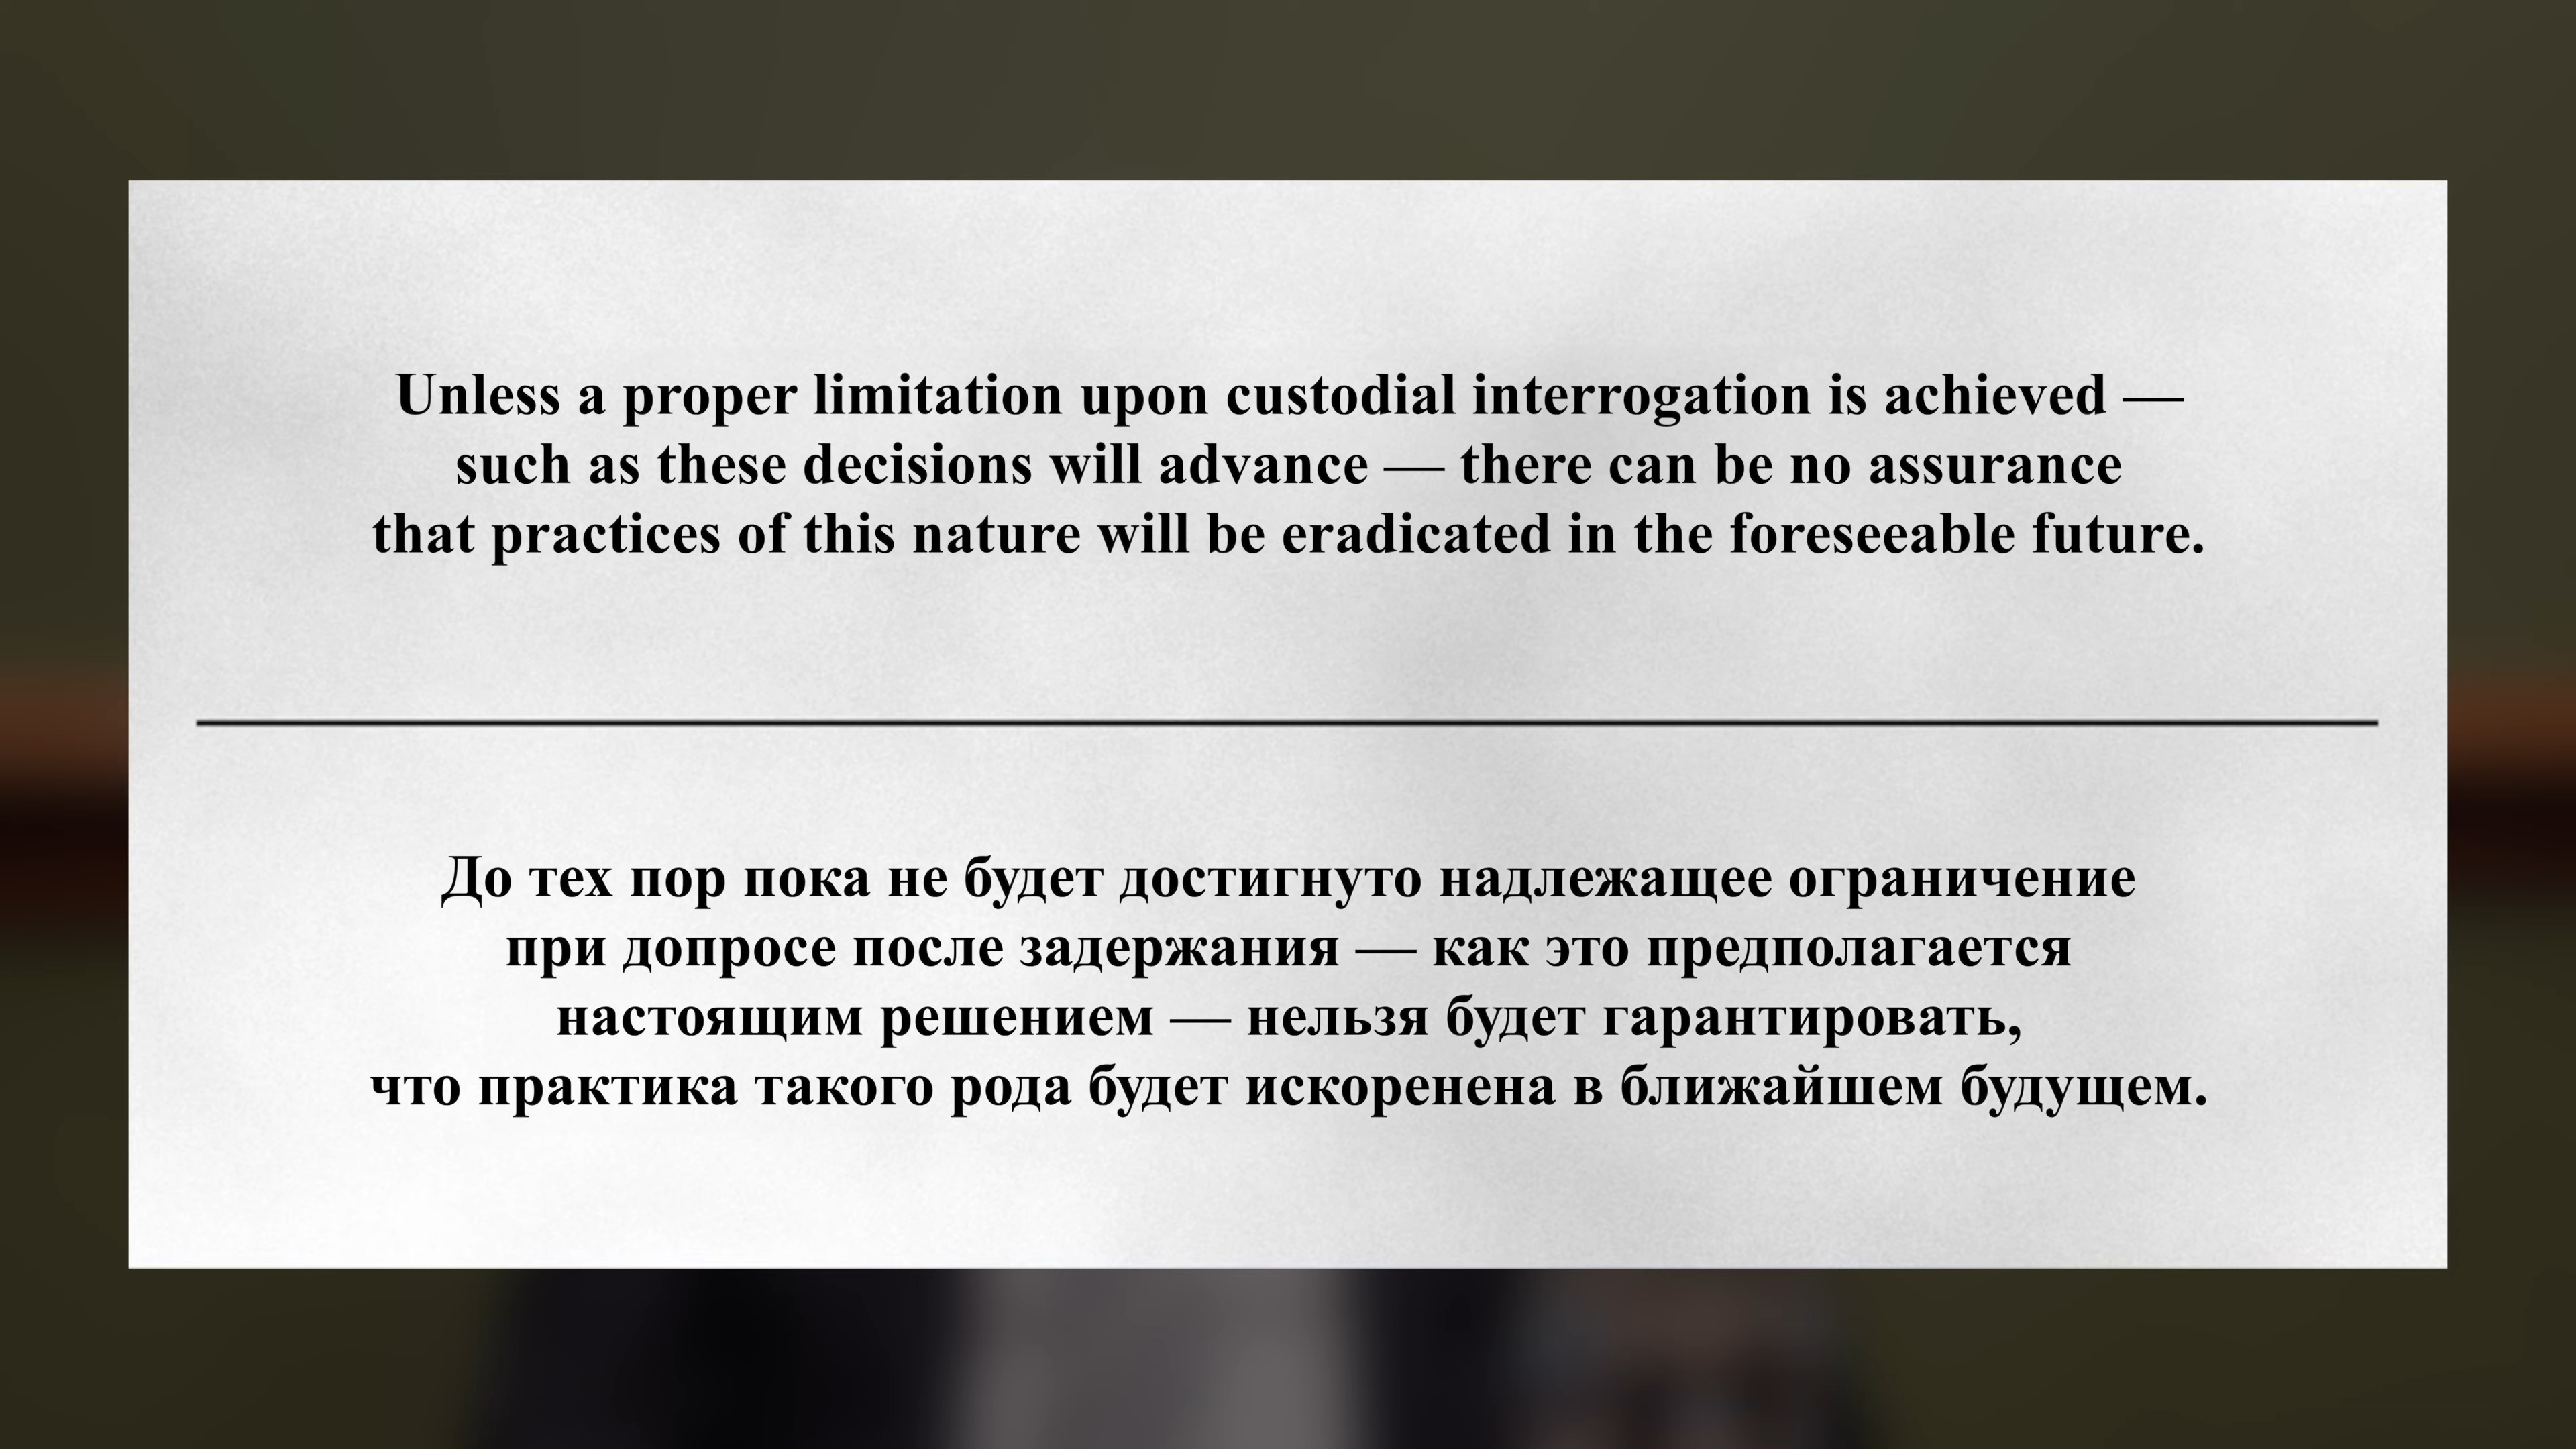 Unless a proper limitation upon custodial interrogation is achieved —
such as these decisions will advance — there can be no assurance
that practices of this nature will be eradicated in the foreseeable future.
До тех пор пока не будет достигнуто надлежащее ограничение
при допросе после задержания — как это предполагается
настоящим решением — нельзя будет гарантировать,
что практика такого рода будет искоренена в ближайшем будущем.